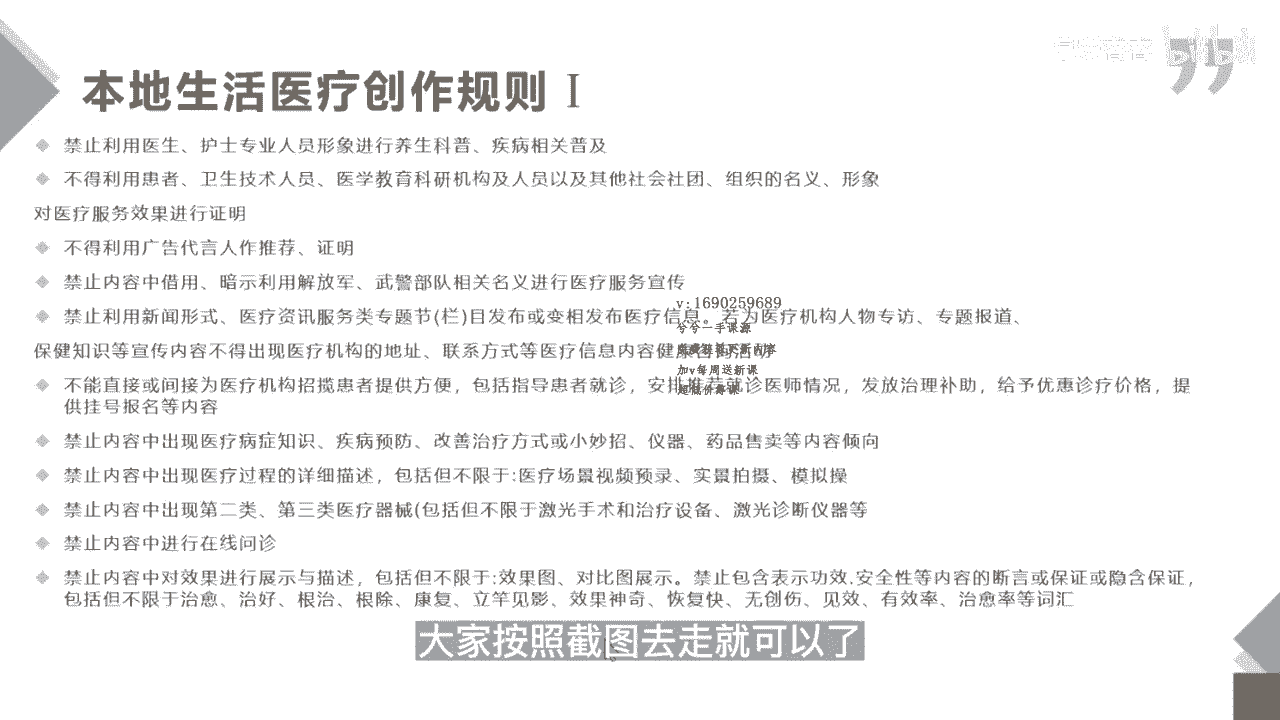 bilibili
本地生活医疗创作规则 I
禁止利用医生、护士专业人员形象进行养生科普、疾病相关普及
不得利用患者、卫生技术人员、医学教育科研机构及人员以及其他社会社团、组织的名义、形象
对医疗服务效果进行证明
不得利用广告代言人作推荐、证明
禁止内容中借用、暗示利用解放军、武警部队相关名义进行医疗服务宣传
v:1690259689
禁止利用新闻形式、医疗资讯服务类专题节(栏)目发布或变相发布医疗信息。若为医疗机构人物专访、专题报道、
兮兮一手课源
保健知识等宣传内容不得出现医疗机构的地址、联系方式等医疗信息内容健
加v每周送新课
不能直接或间接为医疗机构招揽患者提供方便，包括指导患者就诊，安排推荐就诊医师情况，发放治理补助，给予优惠诊疗价格，提
供挂号报名等内容
禁止内容中出现医疗病症知识、疾病预防、改善治疗方式或小妙招、仪器、药品售卖等内容倾向
禁止内容中出现医疗过程的详细描述，包括但不限于:医疗场景视频预录、实景拍摄、模拟操
禁止内容中出现第二类、第三类医疗器械(包括但不限于激光手术和治疗设备、激光诊断仪器等
禁止内容中进行在线问诊
禁止内容中对效果进行展示与描述，包括但不限于:效果图、对比图展示。禁止包含表示功效.安全性等内容的断言或保证或隐含保证，
包括但不限于治愈、治好、根治、根除、康复、立竿见影、效果神奇、恢复快、无创伤、见效、有效率、治愈率等词汇
大家按照截图去走就可以了